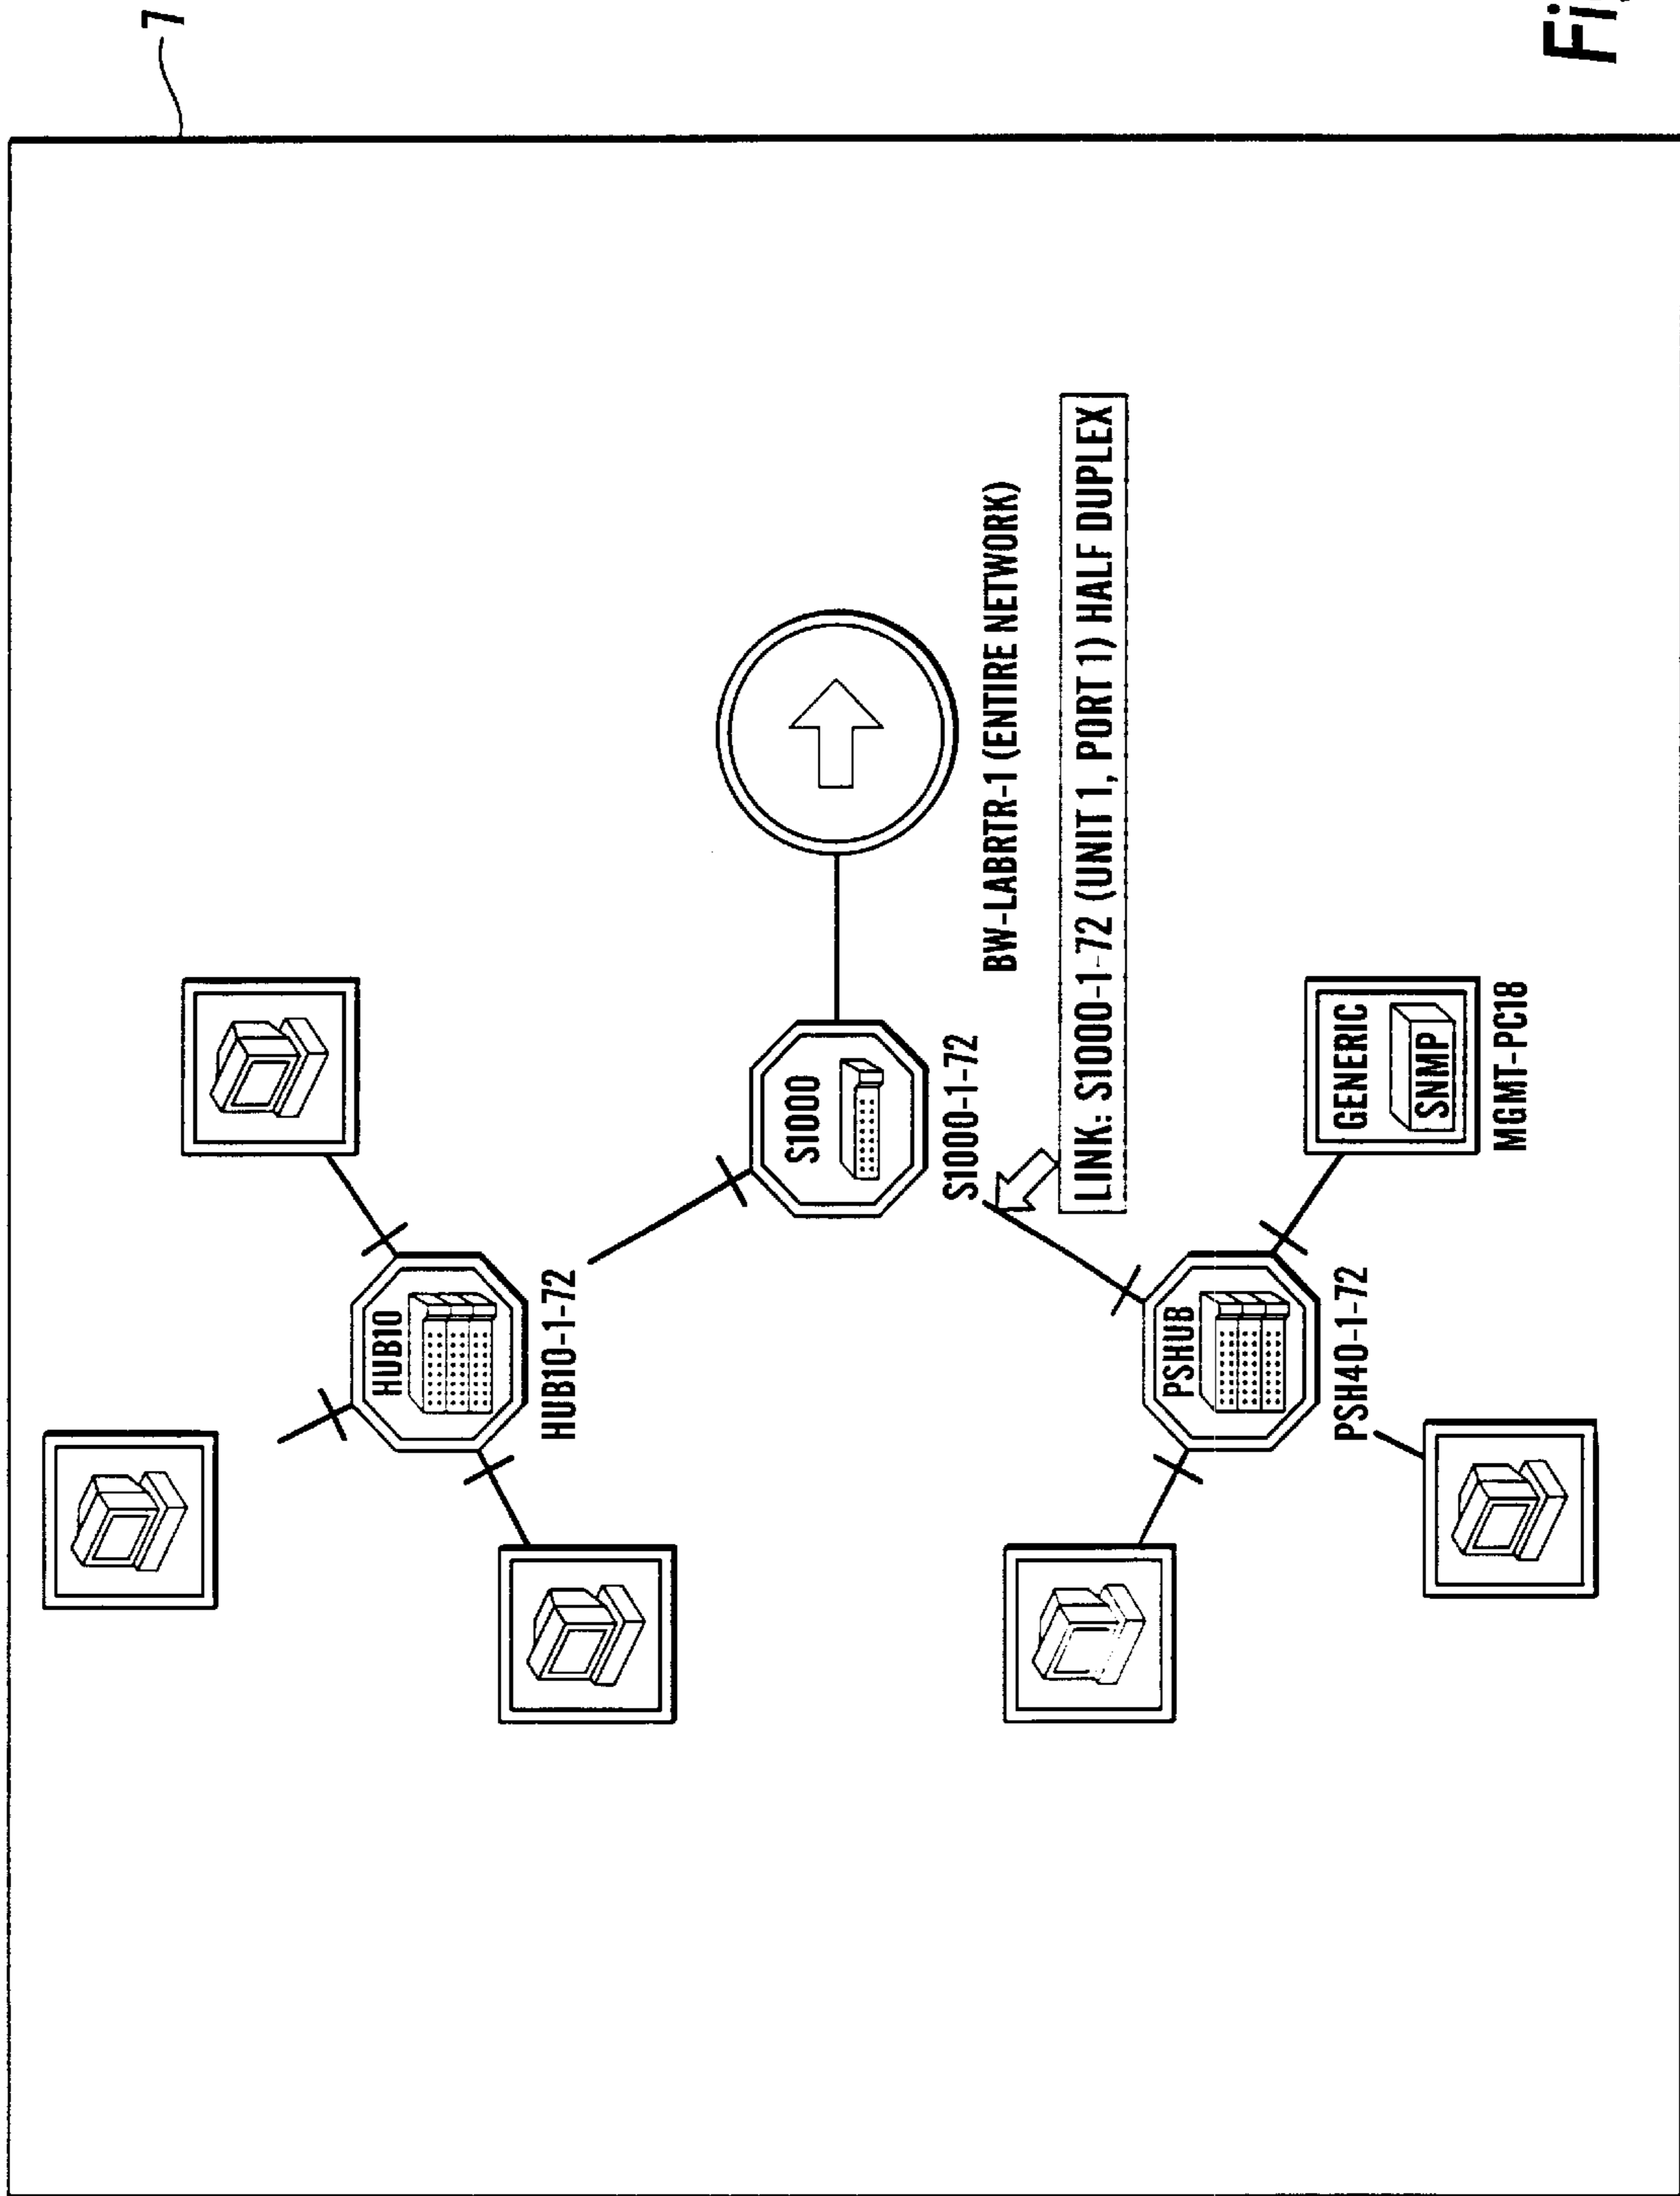 7
HUB10
HUB10-1-72
S1000
S1000-1-72
BW-LABRTR-1 (ENTIRE NETWORK)
LINK: S1000-1-72 (UNIT 1, PORT 1) HALF DUPLEX
PSHUB
PSH40-1-72
GENERIC
SNMP
MGMT-PC18